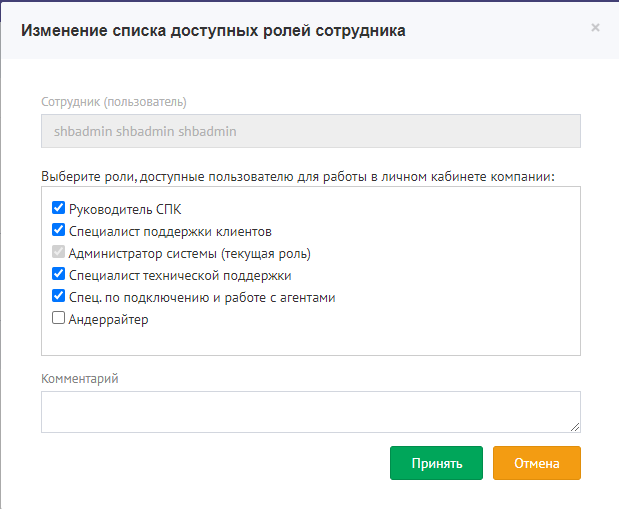 Изменение списка доступных ролей сотрудника
×
Сотрудник (пользователь)
shbadmin shbadmin shbadmin
Выберите роли, доступные пользователю для работы в личном кабинете компании:
Руководитель СПК
Специалист поддержки клиентов
Администратор системы (текущая роль)
Специалист технической поддержки
Спец. по подключению и работе с агентами
Андеррайтер
Комментарий
Принять Отмена